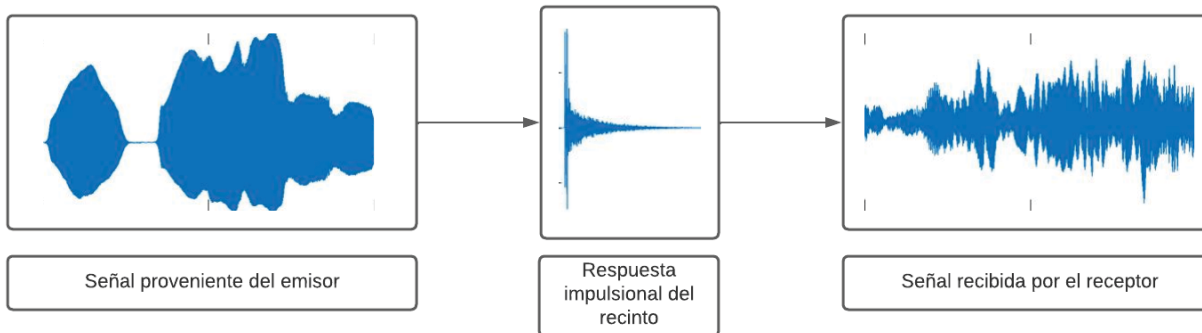 Señal proveniente del emisor
Respuesta
impulsional del
recinto
Señal recibida por el receptor